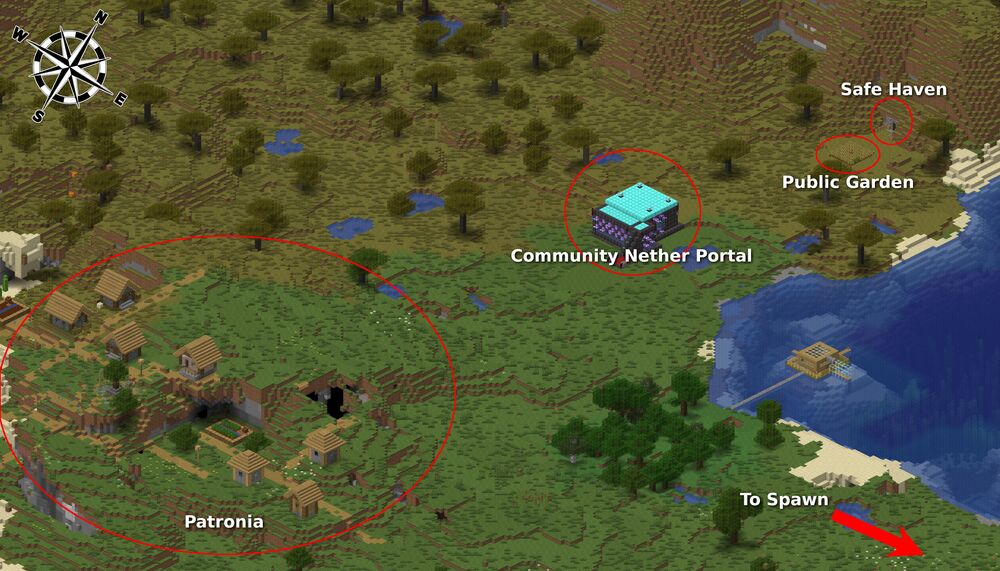 N
W
E
S
Safe Haven
Public Garden
Community Nether Portal
To Spawn
Patronia